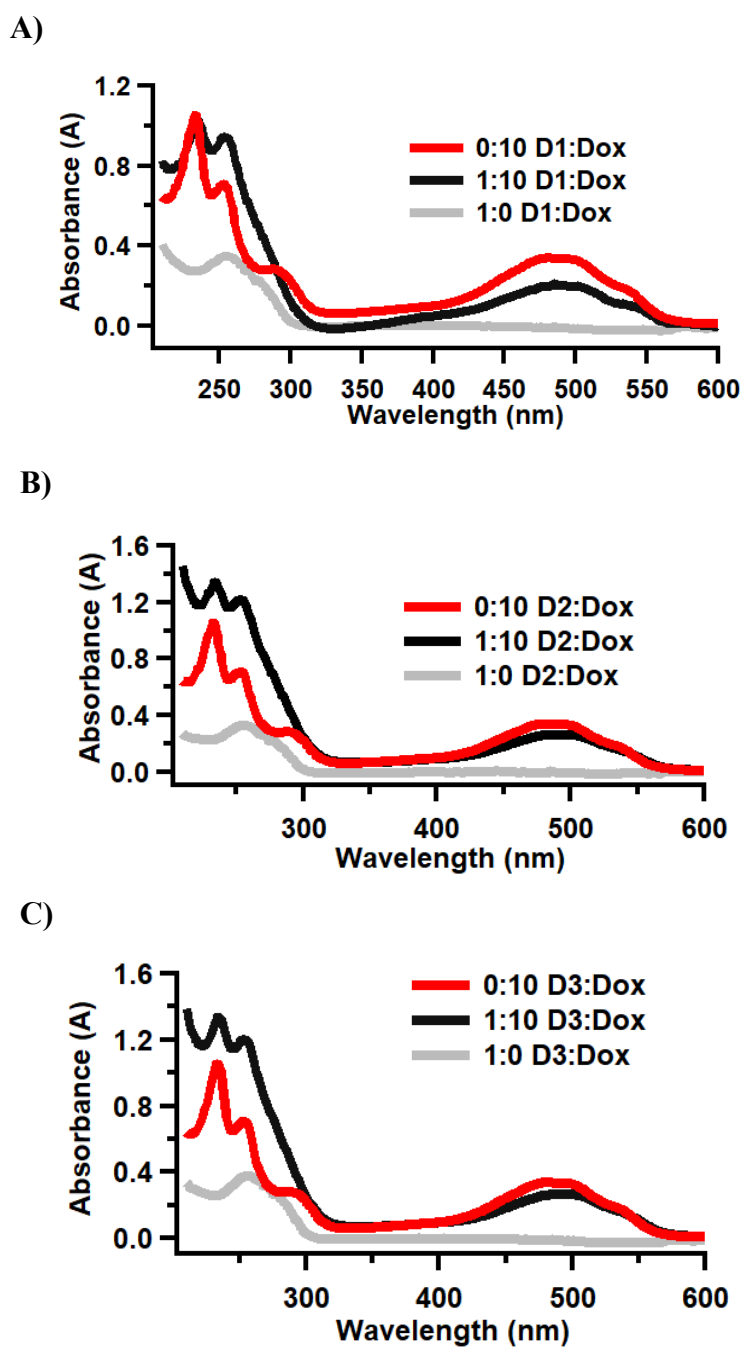 A)
1.2
0.8
0.4
0.0
Absorbance (A)
0:10 D1:Dox
1:10 D1:Dox
1:0 D1:Dox
250 300 350 400 450 500 550 600
Wavelength (nm)
B)
1.6
1.2
0.8
0.4
0.0
Absorbance (A)
0:10 D2:Dox
1:10 D2:Dox
1:0 D2:Dox
300 400 500 600
Wavelength (nm)
C)
1.6
1.2
0.8
0.4
0.0
Absorbance (A)
0:10 D3:Dox
1:10 D3:Dox
1:0 D3:Dox
300 400 500 600
Wavelength (nm)